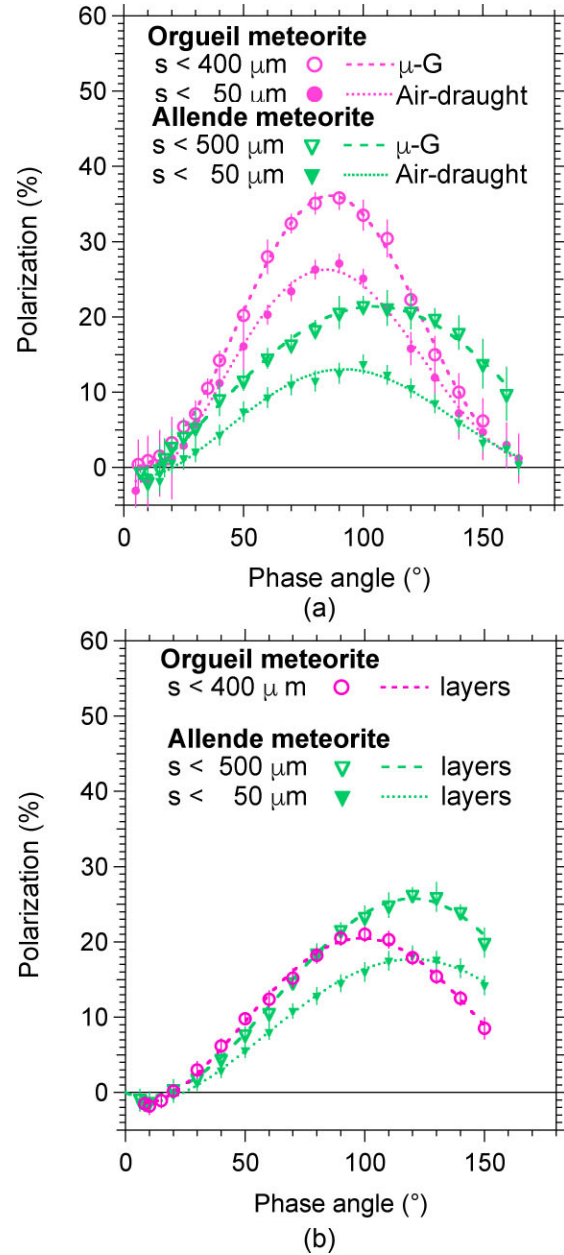 60
Orgueil meteorite
s < 400 μm μ-G
50
s < 50 μm Air-draught
Allende meteorite
s < 500 μm μ-G
40
s < 50 μm Air-draught
30
20
10
0
Polarization (%)
0 50 100 150
Phase angle (°)
(a)
60
Orgueil meteorite
s < 400 μ m layers
50
Allende meteorite
s < 500 μm layers
40
s < 50 μm layers
30
20
10
0
Polarization (%)
0 50 100 150
Phase angle (°)
(b)